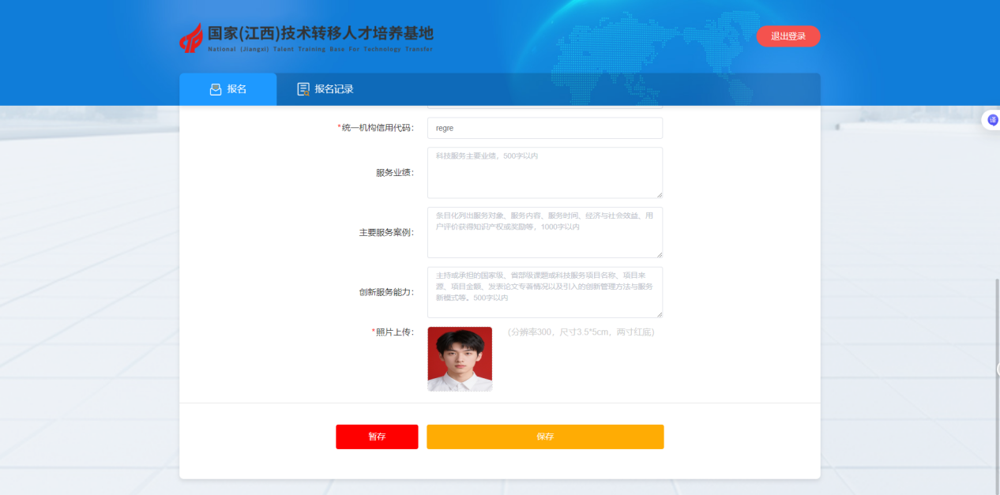 国家(江西)技术转移人才培养基地
National (Jiangxi) Talent Training Base For Technology Transfer
退出登录
报名
报名记录
译
*统一机构信用代码:
regre
服务业绩:
科技服务主要业绩，500字以内
主要服务案例:
条目化列出服务对象、服务内容、服务时间、经济与社会效益、用
户评价获得知识产权或奖励等，1000字以内
创新服务能力:
主持或承担的国家级、省部级课题或科技服务项目名称、项目来
源、项目金额、发表论文专著情况以及引入的创新管理方法与服务
新模式等。500字以内
*照片上传:
(分辨率300，尺寸3.5*5cm，两寸红底)
暂存
保存